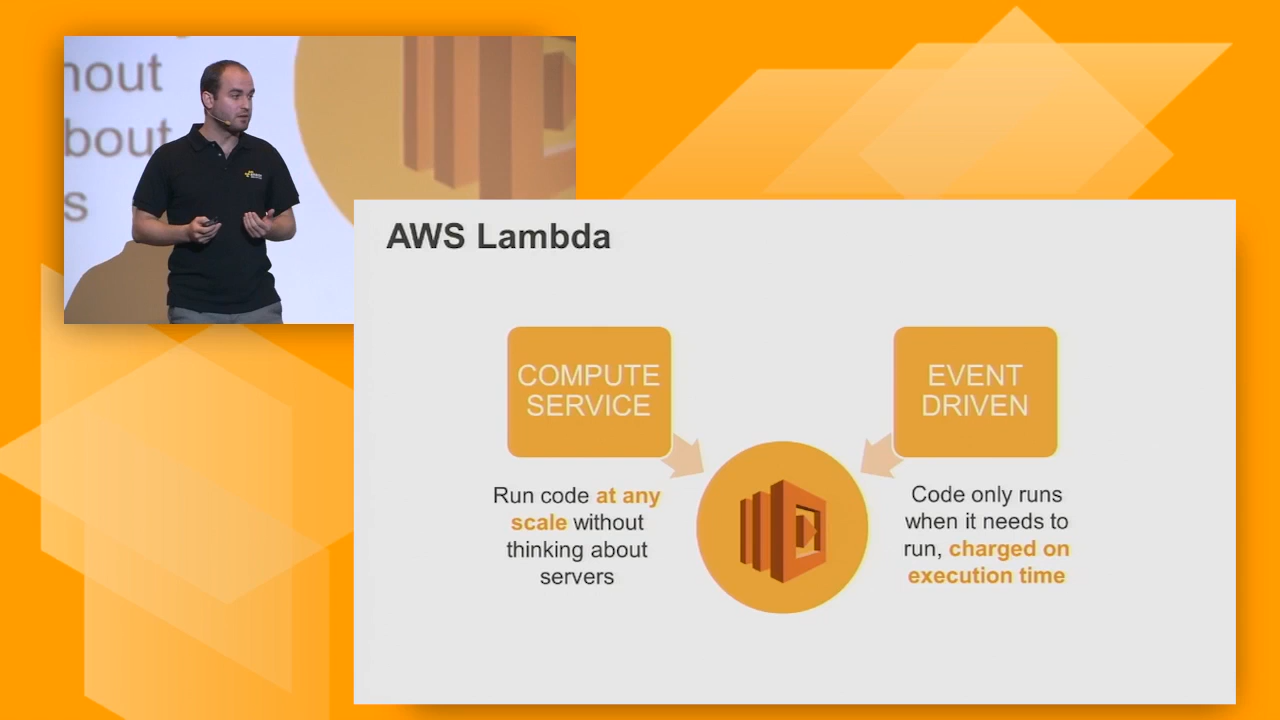 hout
bout
s
AWS Lambda
COMPUTE
SERVICE
EVENT
DRIVEN
Run code at any
scale without
thinking about
servers
Code only runs
when it needs to
run, charged on
execution time